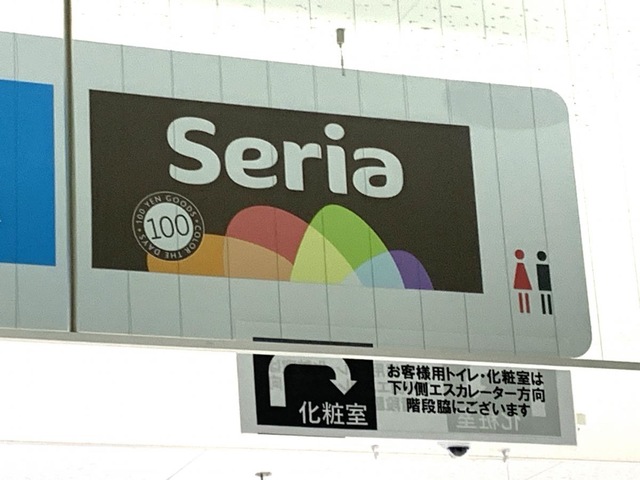 Seria
100 YEN GOODS · COLOR THE DAYS ·
100
化粧室
お客様用トイレ・化粧室は
下り側エスカレーター方向
階段脇にございます